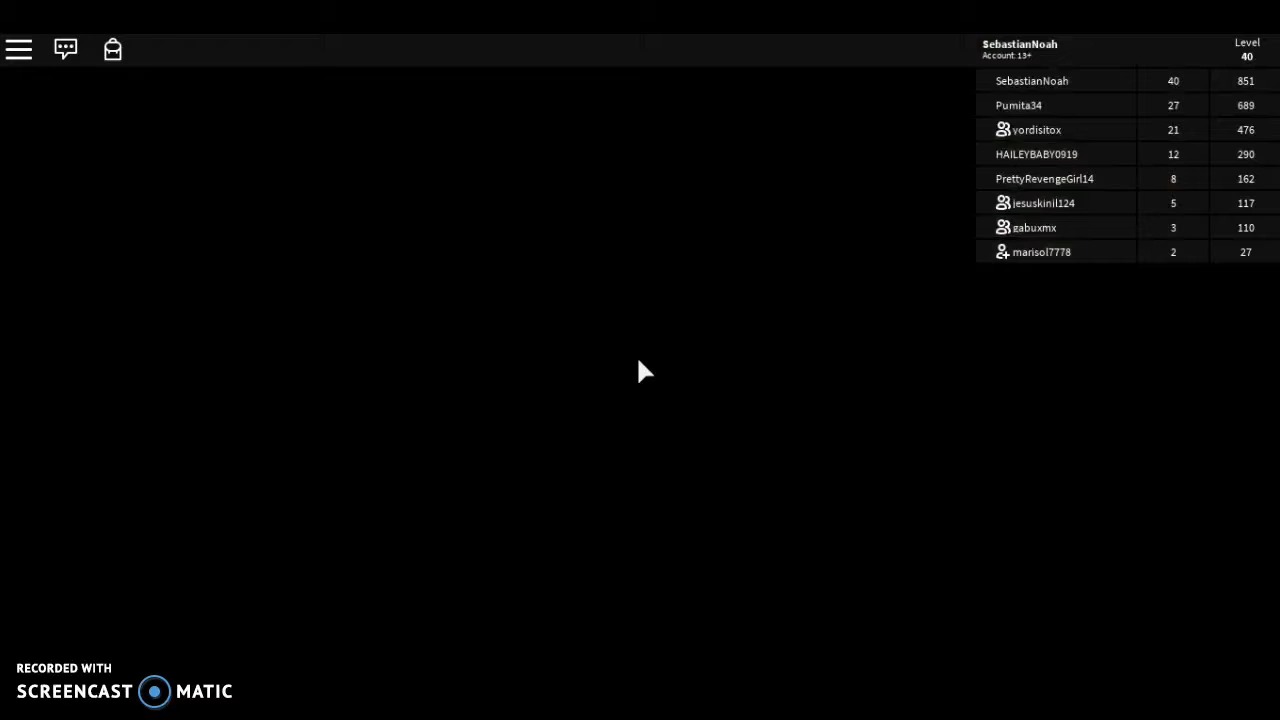 SebastianNoah
Account: 13+
Level
40
SebastianNoah 40 851
Pumita34 27 689
yordisitox 21 476
HAILEYBABY0919 12 290
PrettyRevengeGirl14 8 162
jesuskinil124 5 117
gabuxmx 3 110
marisol7778 2 27
RECORDED WITH
SCREENCAST MATIC